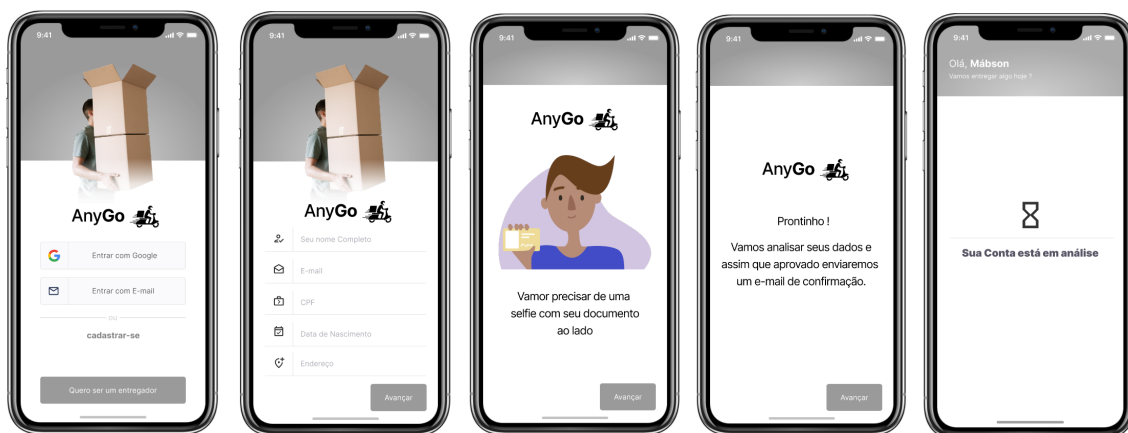 9:41
AnyGo
Entrar com Google
Entrar com E-mail
ou
cadastrar-se
Quero ser um entregador
9:41
AnyGo
Seu nome Completo
E-mail
CPF
Data de Nascimento
Endereço
Avançar
9:41
AnyGo
Vamor precisar de uma
selfie com seu documento
ao lado
Avançar
9:41
AnyGo
Prontinho !
Vamos analisar seus dados e
assim que aprovado enviaremos
um e-mail de confirmação.
Avançar
9:41
Olá, Mábson
Vamos entregar algo hoje ?
Sua Conta está em análise